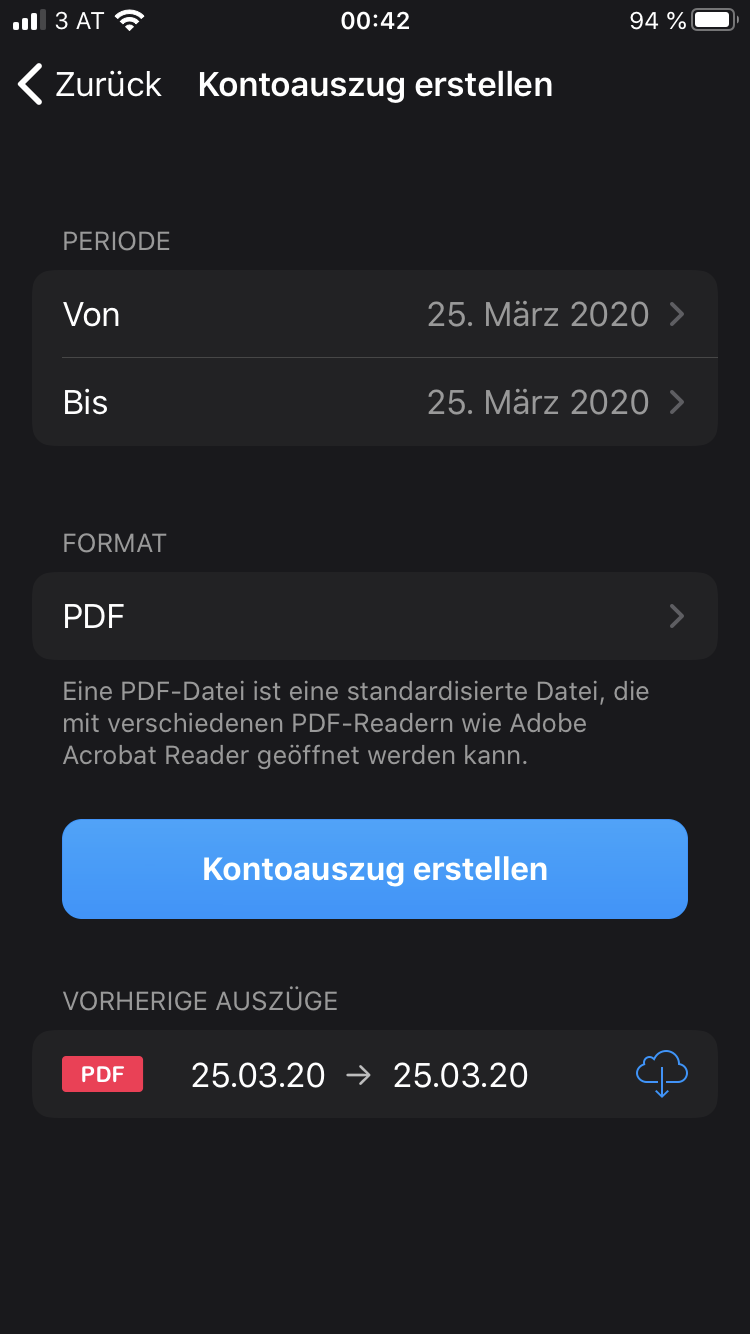 3 AT 00:42 94 %
Zurück Kontoauszug erstellen
PERIODE
Von 25. März 2020
Bis 25. März 2020
FORMAT
PDF
Eine PDF-Datei ist eine standardisierte Datei, die
mit verschiedenen PDF-Readern wie Adobe
Acrobat Reader geöffnet werden kann.
Kontoauszug erstellen
VORHERIGE AUSZÜGE
PDF 25.03.20 → 25.03.20